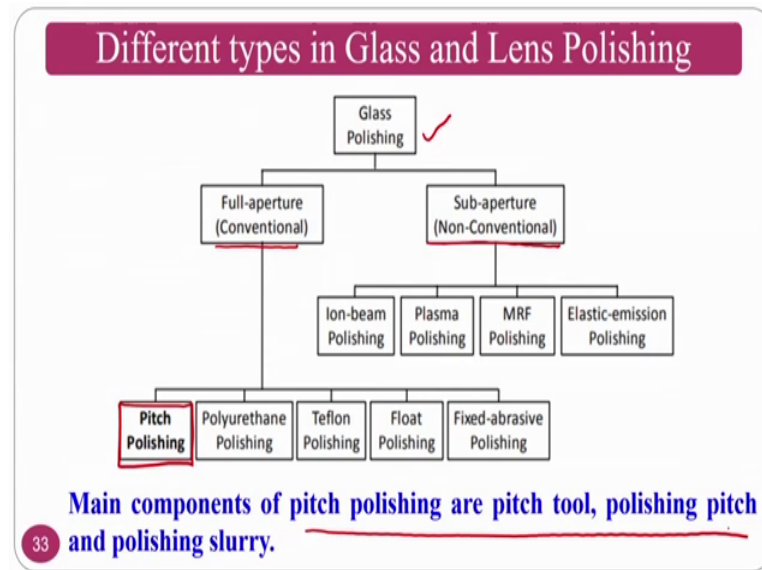 Different types in Glass and Lens Polishing
Glass
Polishing
Full-aperture
(Conventional)
Sub-aperture
(Non-Conventional)
Ion-beam
Polishing
Plasma
Polishing
MRF
Polishing
Elastic-emission
Polishing
Pitch
Polishing
Polyurethane
Polishing
Teflon
Polishing
Float
Polishing
Fixed-abrasive
Polishing
Main components of pitch polishing are pitch tool, polishing pitch
and polishing slurry.
33